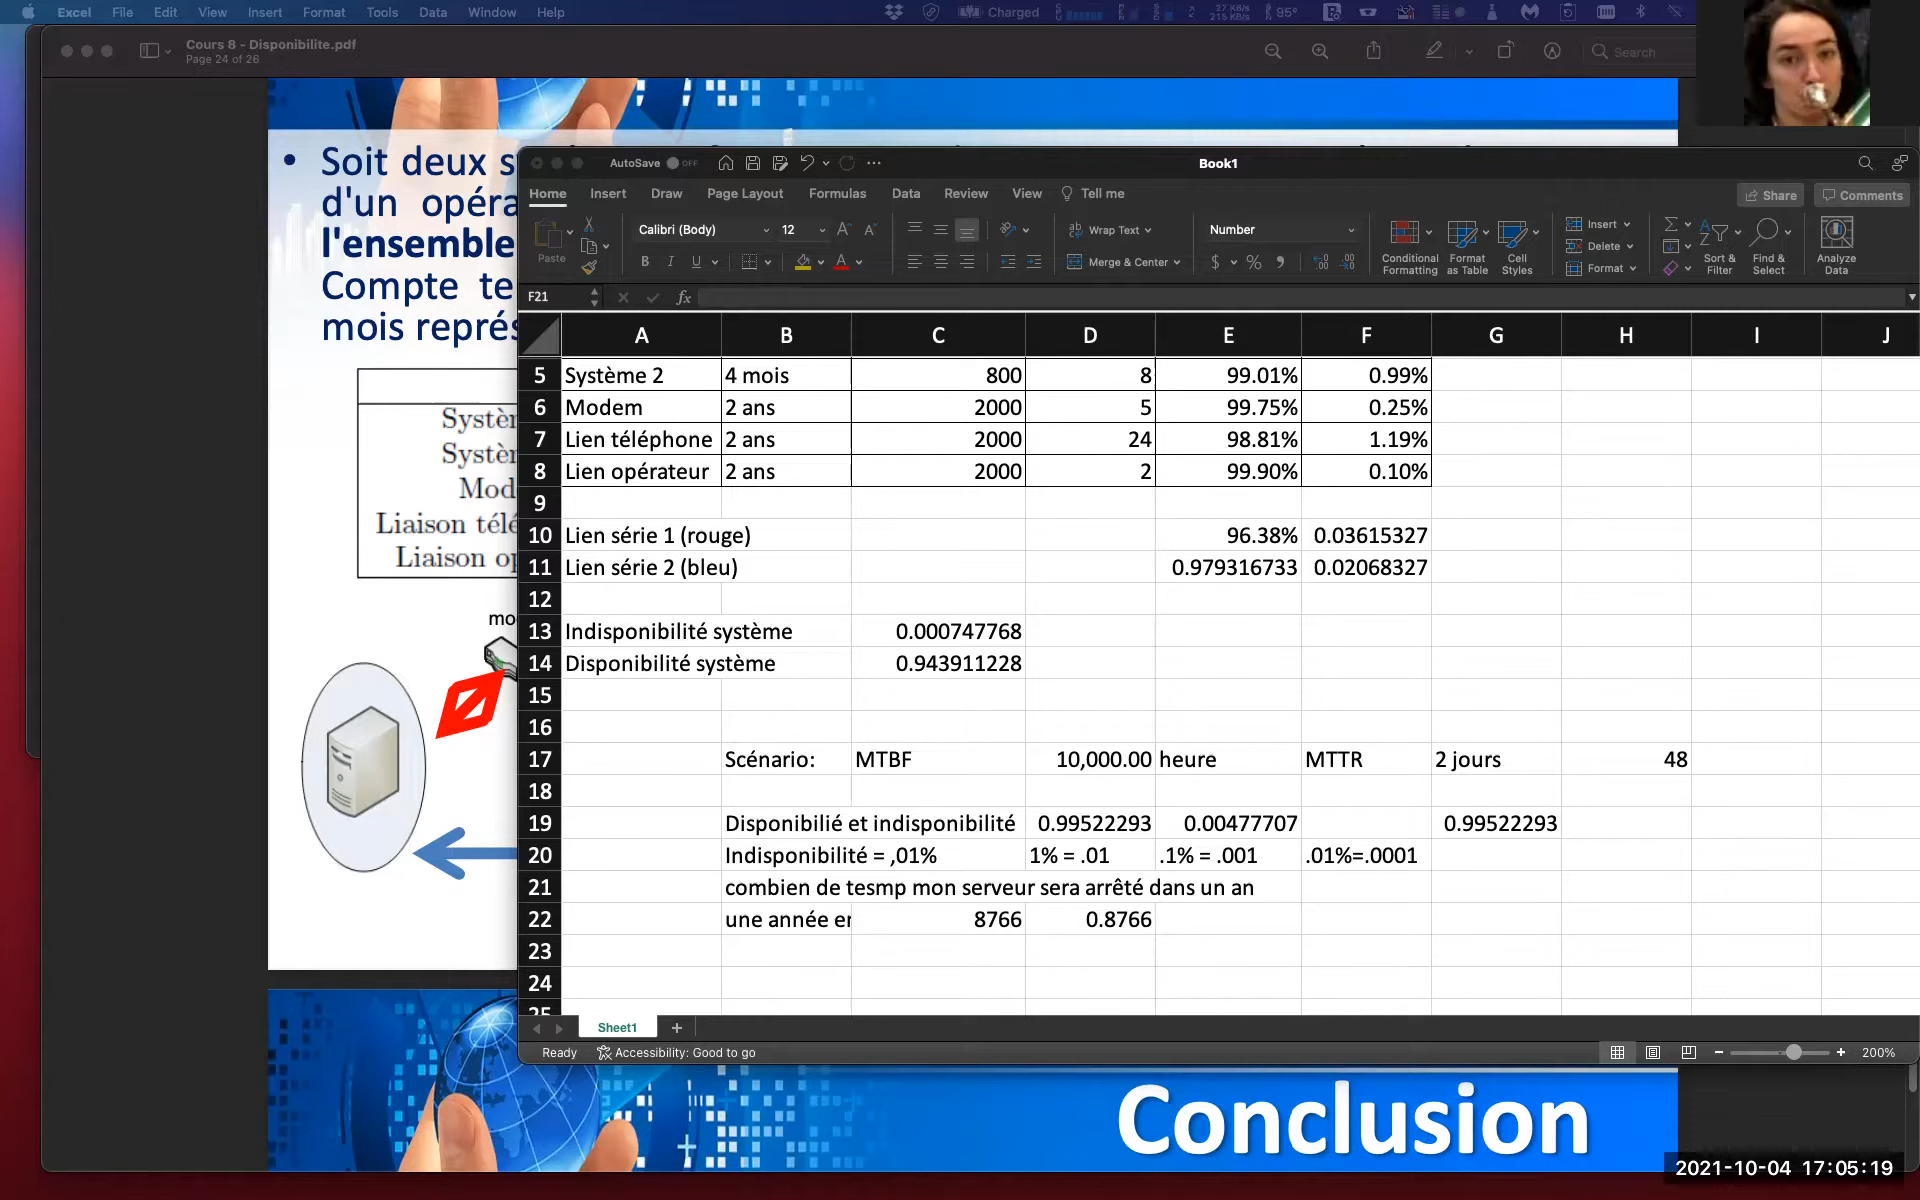 Excel File Edit View Insert Format Tools Data Window Help
Charged
27 KB/s
215 KB/s
95°
Cours 8 - Disponibilite.pdf
Page 24 of 26
Search
Soit deux s
d'un opéra
l'ensemble
Compte te
mois représ
Systèm
Systèm
Mod
Liaison télé
Liaison op
mo
AutoSave OFF
Book1
Home Insert Draw Page Layout Formulas Data Review View Tell me
Share Comments
Paste
Calibri (Body) 12
B I U
Wrap Text
Merge & Center
Number
$ % 
Conditional Formatting
Format as Table
Cell Styles
Insert
Delete
Format
Sort & Filter
Find & Select
Analyze Data
F21 fx
A B C D E F G H I J
5 Système 2 4 mois 800 8 99.01% 0.99%
6 Modem 2 ans 2000 5 99.75% 0.25%
7 Lien téléphone 2 ans 2000 24 98.81% 1.19%
8 Lien opérateur 2 ans 2000 2 99.90% 0.10%
9
10 Lien série 1 (rouge) 96.38% 0.03615327
11 Lien série 2 (bleu) 0.979316733 0.02068327
12
13 Indisponibilité système 0.000747768
14 Disponibilité système 0.943911228
15
16
17 Scénario: MTBF 10,000.00 heure MTTR 2 jours 48
18
19 Disponibilié et indisponibilité 0.99522293 0.00477707 0.99522293
20 Indisponibilité = ,01% 1% = .01 .1% = .001 .01%=.0001
21 combien de tesmp mon serveur sera arrêté dans un an
22 une année er 8766 0.8766
23
24
25
Sheet1 +
Ready Accessibility: Good to go
200%
Conclusion
2021-10-04 17:05:19